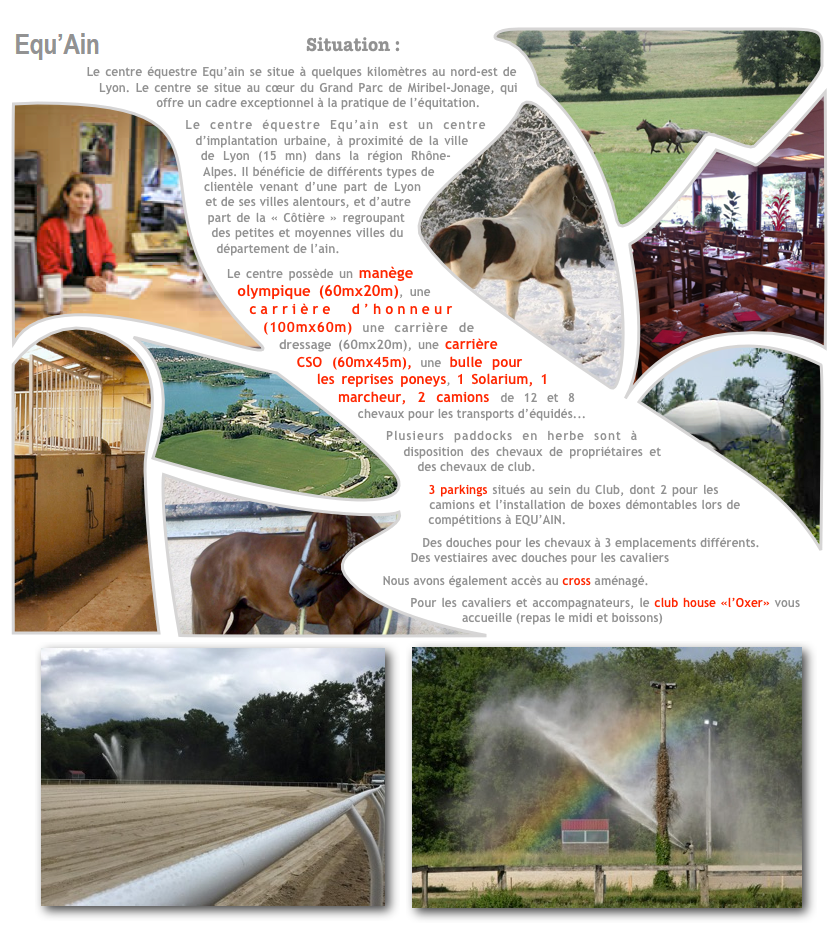 Equ’Ain
Situation :
Le centre équestre Equ’ain se situe à quelques kilomètres au nord-est de
Lyon. Le centre se situe au cœur du Grand Parc de Miribel-Jonage, qui
offre un cadre exceptionnel à la pratique de l’équitation.
Le centre équestre Equ’ain est un centre
d’implantation urbaine, à proximité de la ville
de Lyon (15 mn) dans la région Rhône-
Alpes. Il bénéficie de différents types de
clientèle venant d’une part de Lyon
et de ses villes alentours, et d’autre
part de la « Côtière » regroupant
des petites et moyennes villes du
département de l’ain.
Le centre possède un manège
olympique (60mx20m), une
carrière d’honneur
(100mx60m) une carrière de
dressage (60mx20m), une carrière
CSO (60mx45m), une bulle pour
les reprises poneys, 1 Solarium, 1
marcheur, 2 camions de 12 et 8
chevaux pour les transports d’équidés...
Plusieurs paddocks en herbe sont à
disposition des chevaux de propriétaires et
des chevaux de club.
3 parkings situés au sein du Club, dont 2 pour les
camions et l’installation de boxes démontables lors de
compétitions à EQU’AIN.
Des douches pour les chevaux à 3 emplacements différents.
Des vestiaires avec douches pour les cavaliers
Nous avons également accès au cross aménagé.
Pour les cavaliers et accompagnateurs, le club house «l’Oxer» vous
accueille (repas le midi et boissons)